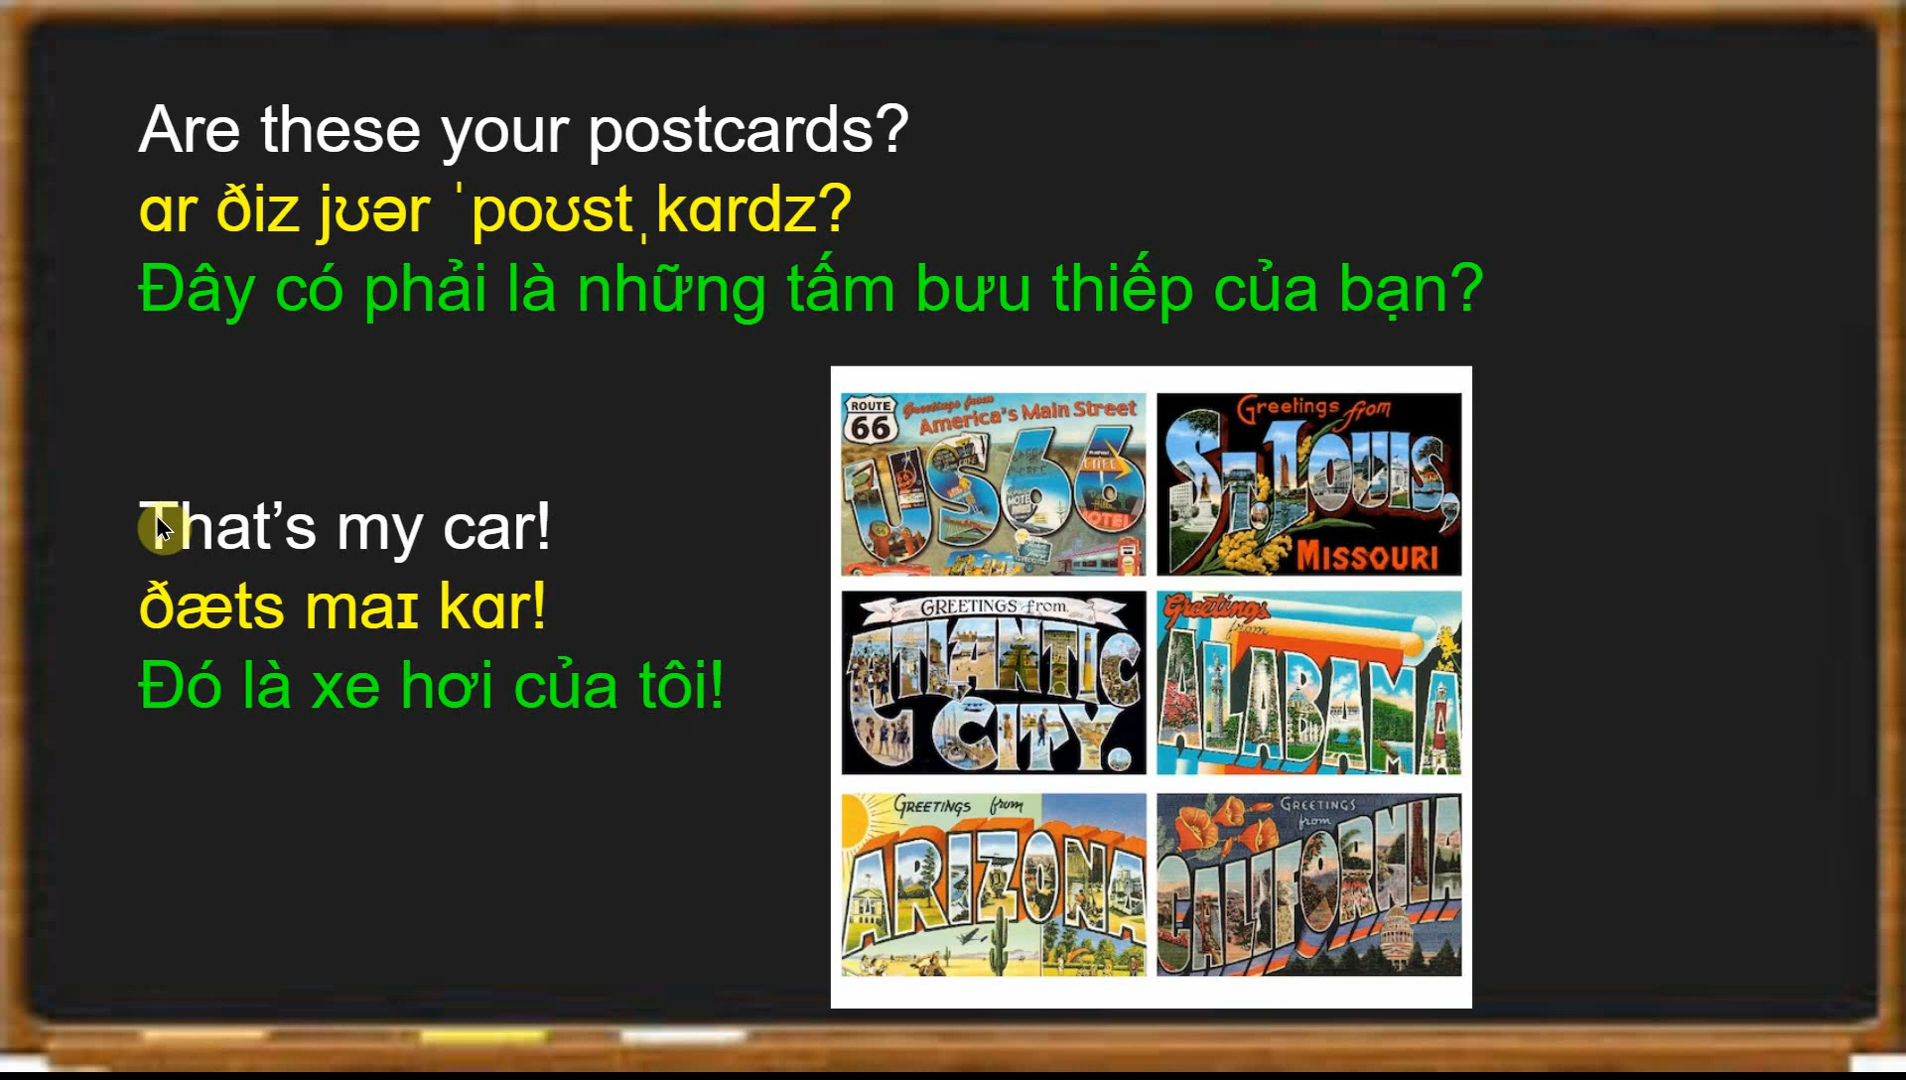 Are these your postcards?
ɑr ðiz jʊər ˈpoʊstˌkɑrdz?
Đây có phải là những tấm bưu thiếp của bạn?
That’s my car!
ðæts maɪ kɑr!
Đó là xe hơi của tôi!
ROUTE
66
Greetings from
America's Main Street
US66
Greetings from
ST. LOUIS,
MISSOURI
GREETINGS from
ATLANTIC
CITY.
Greetings
from
ALABAMA
GREETINGS from
ARIZONA
GREETINGS
from
CALIFORNIA